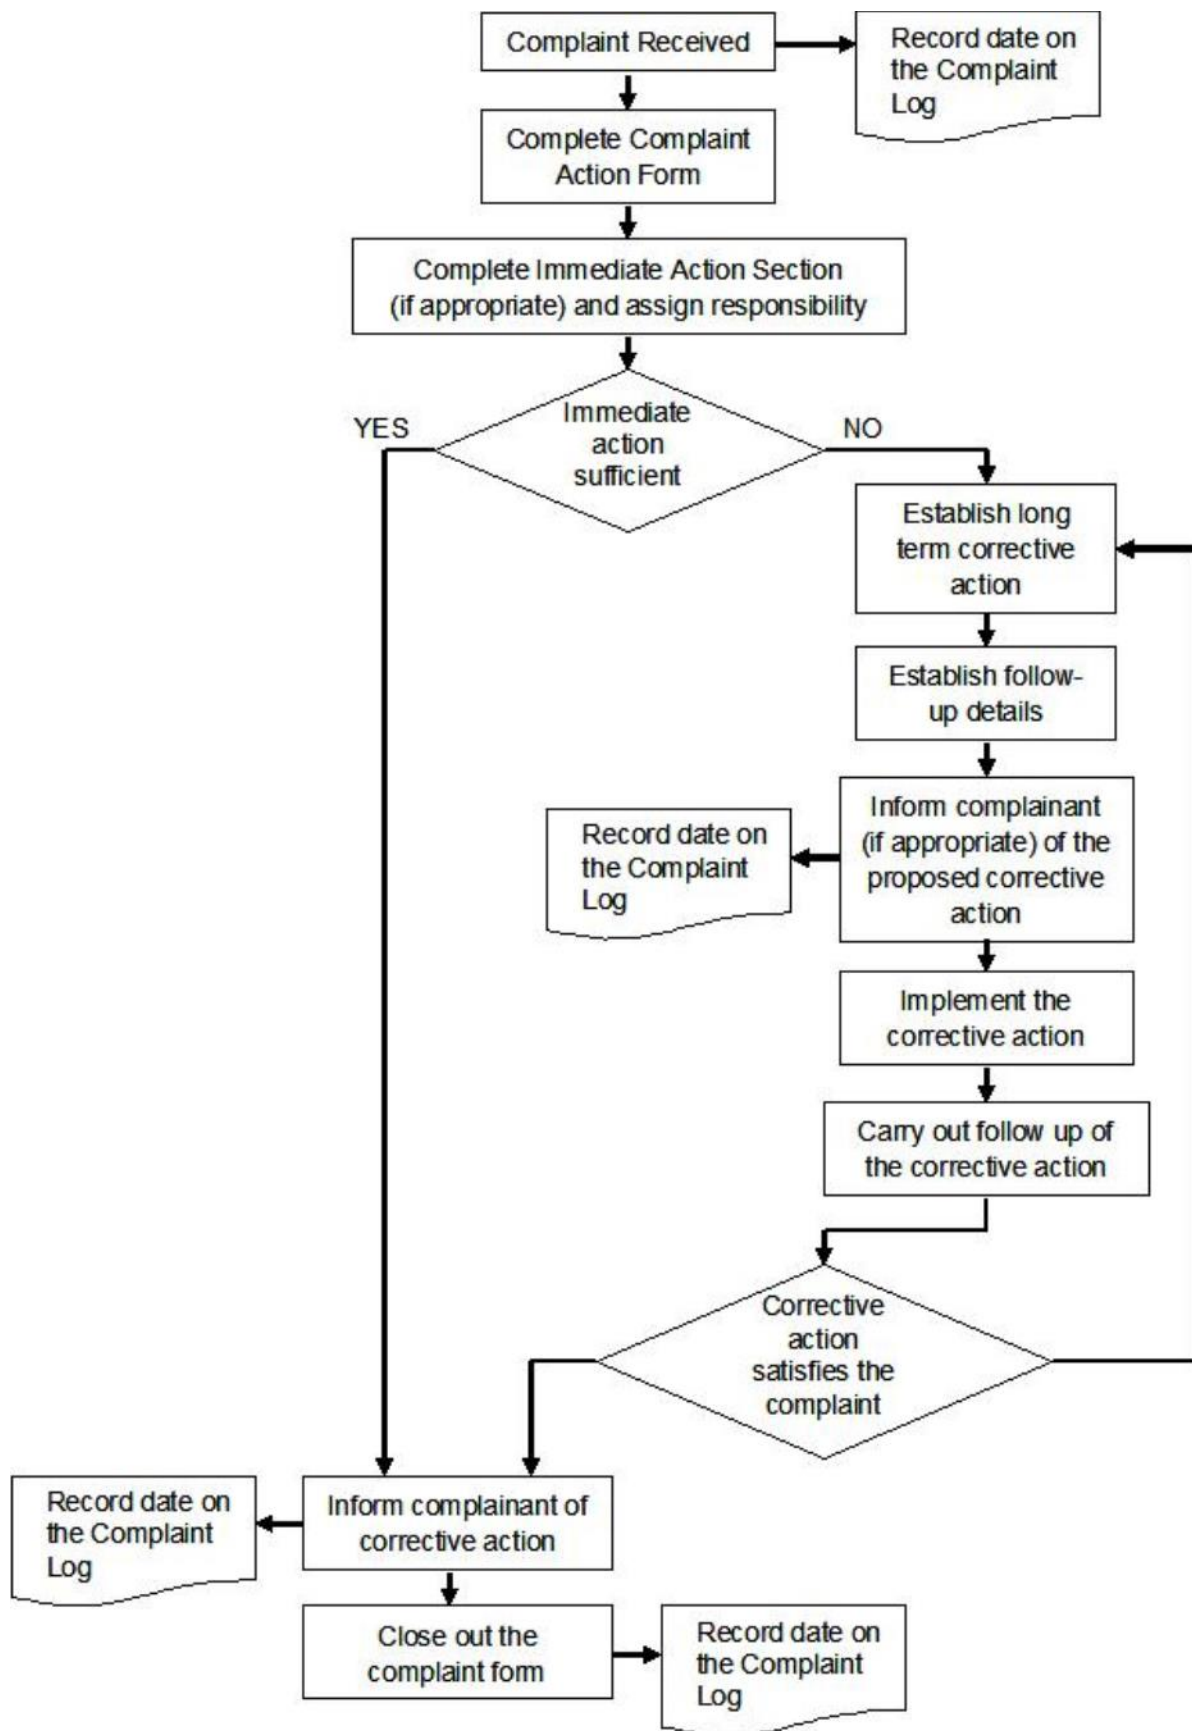 Complaint Received
Record date on
the Complaint
Log
Complete Complaint
Action Form
Complete Immediate Action Section
(if appropriate) and assign responsibility
YES
Immediate
action
sufficient
NO
Establish long
term corrective
action
Establish follow-
up details
Inform complainant
(if appropriate) of the
proposed corrective
action
Record date on
the Complaint
Log
Implement the
corrective action
Carry out follow up of
the corrective action
Corrective
action
satisfies the
complaint
Inform complainant of
corrective action
Record date on
the Complaint
Log
Close out the
complaint form
Record date on
the Complaint
Log